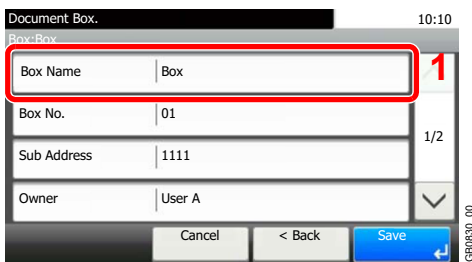 Document Box. 10:10
Box:Box
Box Name Box 1
Box No. 01
1/2
Sub Address 1111
Owner User A
Cancel < Back Save
GB0830_00